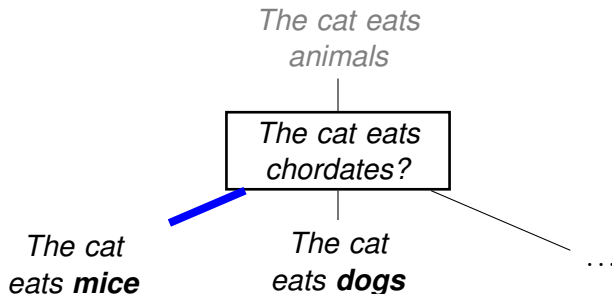 The cat eats
animals
The cat eats
chordates?
The cat
eats mice
The cat
eats dogs
...